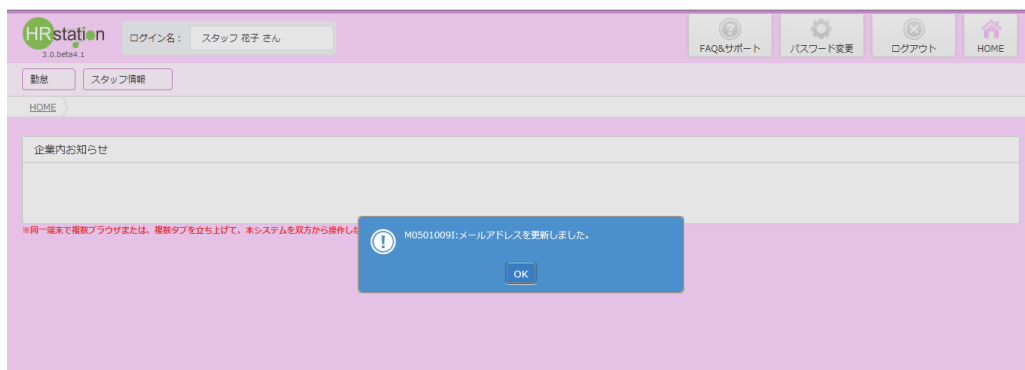 HRstation
3.0.beta4.1
ログイン名： スタッフ 花子 さん
FAQ&サポート
パスワード変更
ログアウト
HOME
勤怠
スタッフ情報
HOME
企業内お知らせ
※同一端末で複数ブラウザまたは、複数タブを立ち上げて、本システムを双方から操作しな
M0501009I:メールアドレスを更新しました。
OK